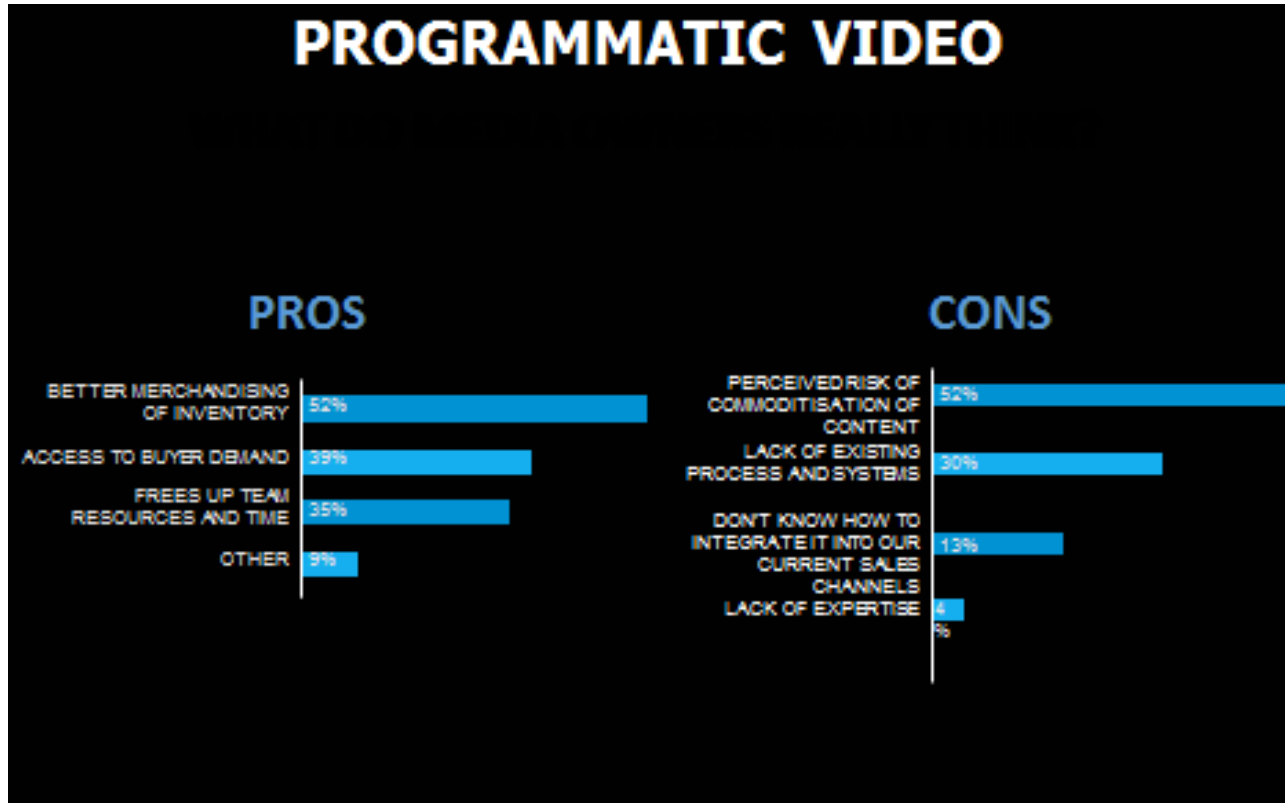 PROGRAMMATIC VIDEO
PROS
BETTER MERCHANDISING
OF INVENTORY
52%
ACCESS TO BUYER DEMAND
39%
FREES UP TEAM
RESOURCES AND TIME
35%
OTHER
9%
CONS
PERCEIVED RISK OF
COMMODITISATION OF
CONTENT
52%
LACK OF EXISTING
PROCESS AND SYSTEMS
30%
DON'T KNOW HOW TO
INTEGRATE IT INTO OUR
CURRENT SALES
CHANNELS
13%
LACK OF EXPERTISE
4
%